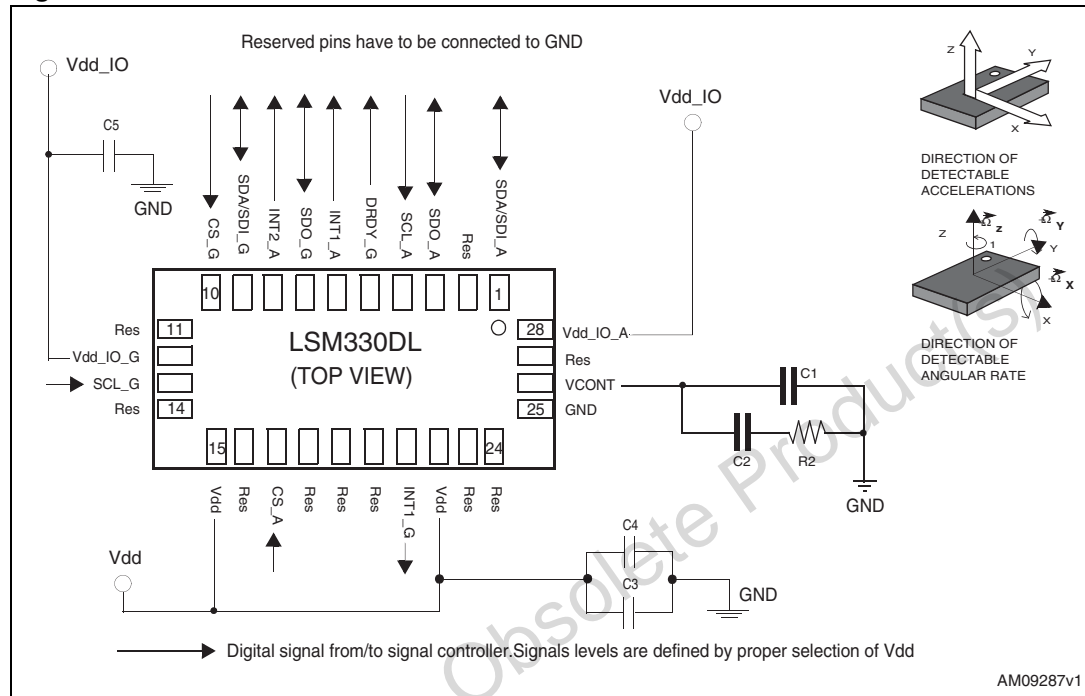 Reserved pins have to be connected to GND
Vdd_IO
C5
GND
CS_G
SDA/SDI_G
INT2_A
SDO_G
INT1_A
DRDY_G
SCL_A
SDO_A
Res
SDA/SDI_A
Vdd_IO
Z
Y
X
DIRECTION OF
DETECTABLE
ACCELERATIONS
Z
Ω z
1
Ω Y
Y
Ω X
X
DIRECTION OF
DETECTABLE
ANGULAR RATE
10
1
Res
11
Vdd_IO_G
SCL_G
Res
14
LSM330DL
(TOP VIEW)
28
Vdd_IO_A
Res
VCONT
25
GND
C1
C2
R2
GND
15
24
Vdd
Res
CS_A
Res
Res
Res
INT1_G
Vdd
Res
Res
Vdd
C4
C3
GND
Digital signal from/to signal controller.Signals levels are defined by proper selection of Vdd
AM09287v1
Obsolete Product(s)